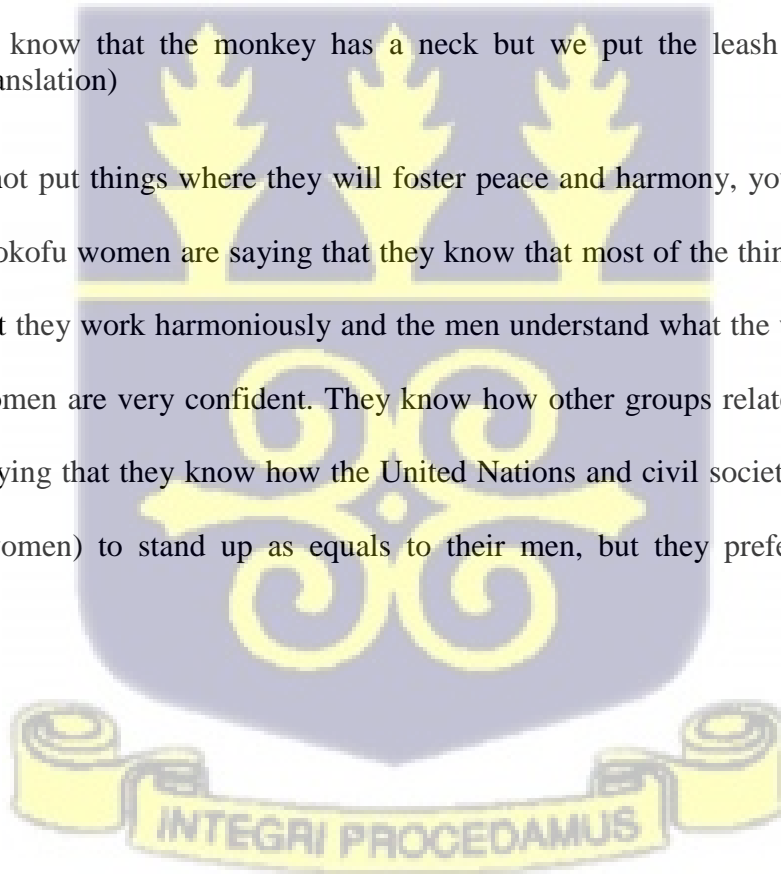 know that the monkey has a neck but we put the leash
anslation)
not put things where they will foster peace and harmony, yo
okofu women are saying that they know that most of the thin
t they work harmoniously and the men understand what the
omen are very confident. They know how other groups relat
ying that they know how the United Nations and civil societ
women) to stand up as equals to their men, but they pref
INTEGRI PROCEDAMUS